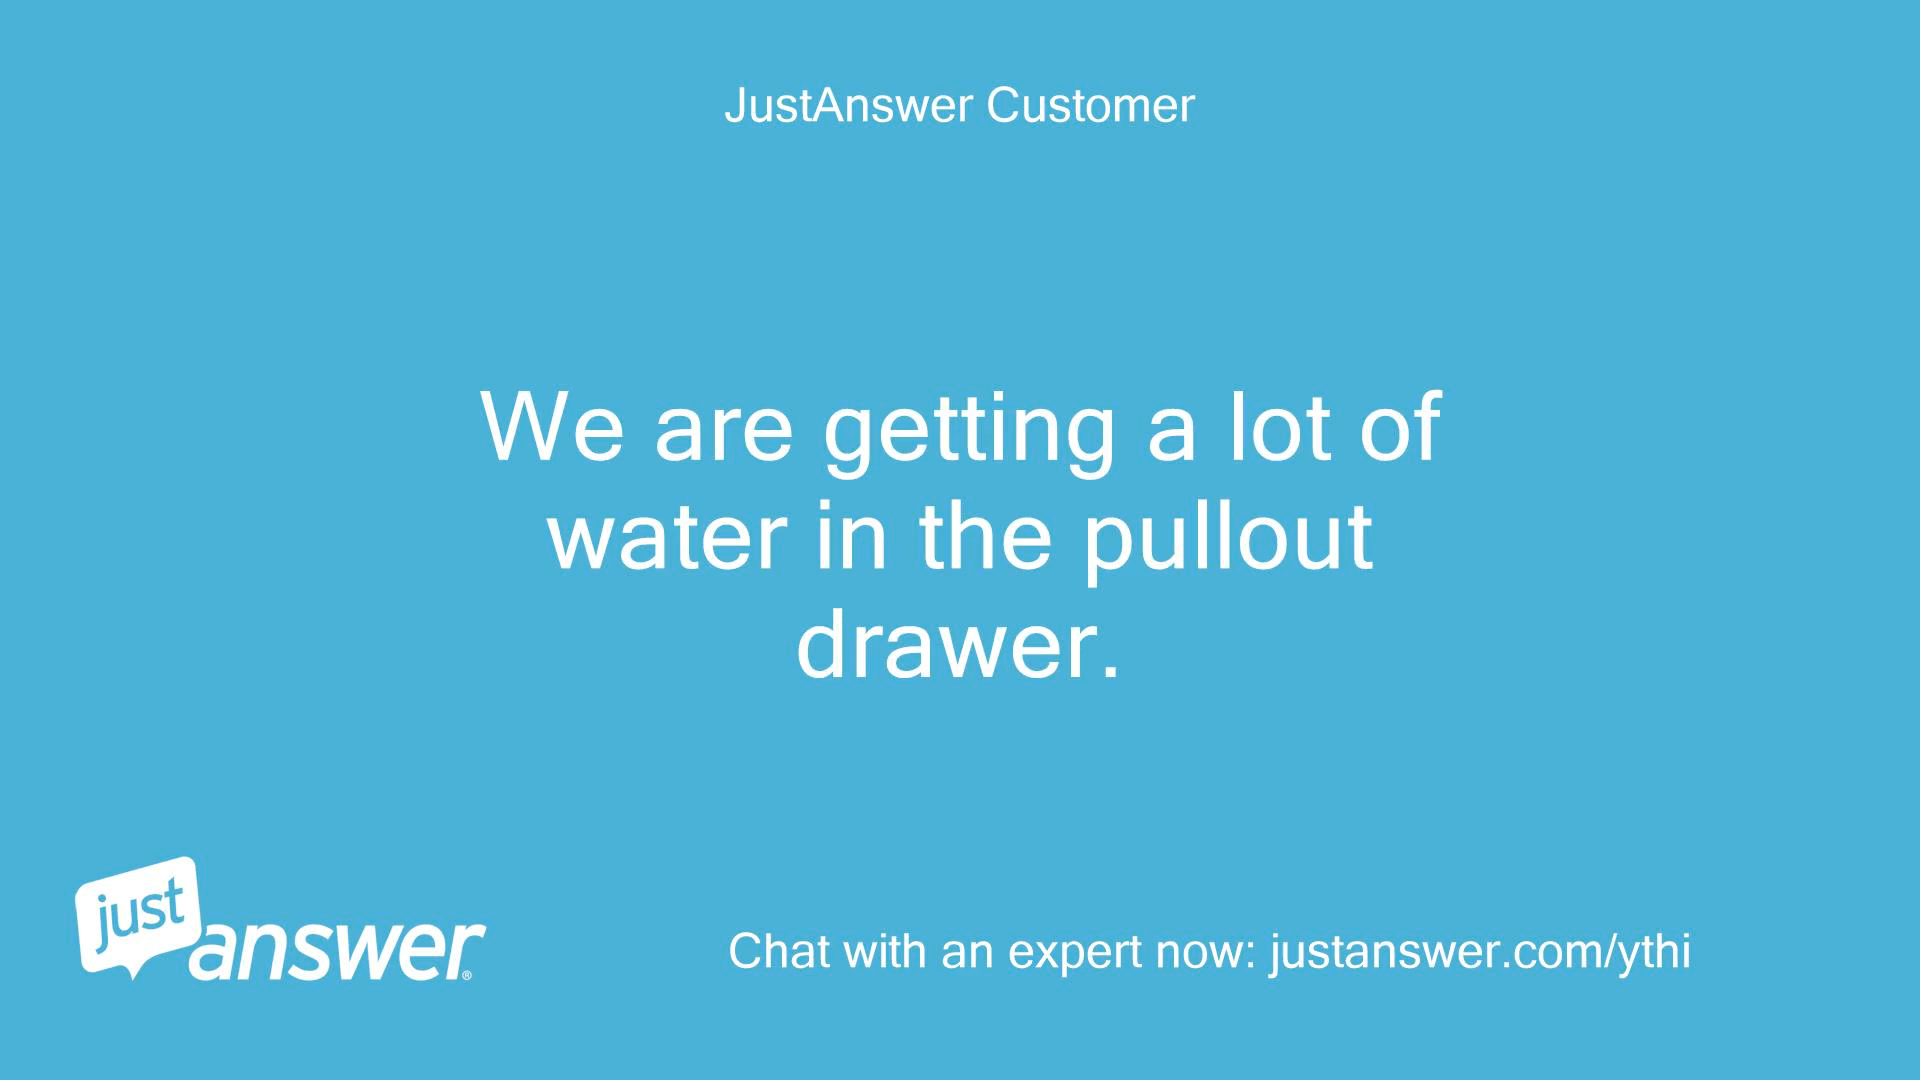 JustAnswer Customer
We are getting a lot of
water in the pullout
drawer.
just
answer®
Chat with an expert now: justanswer.com/ythi